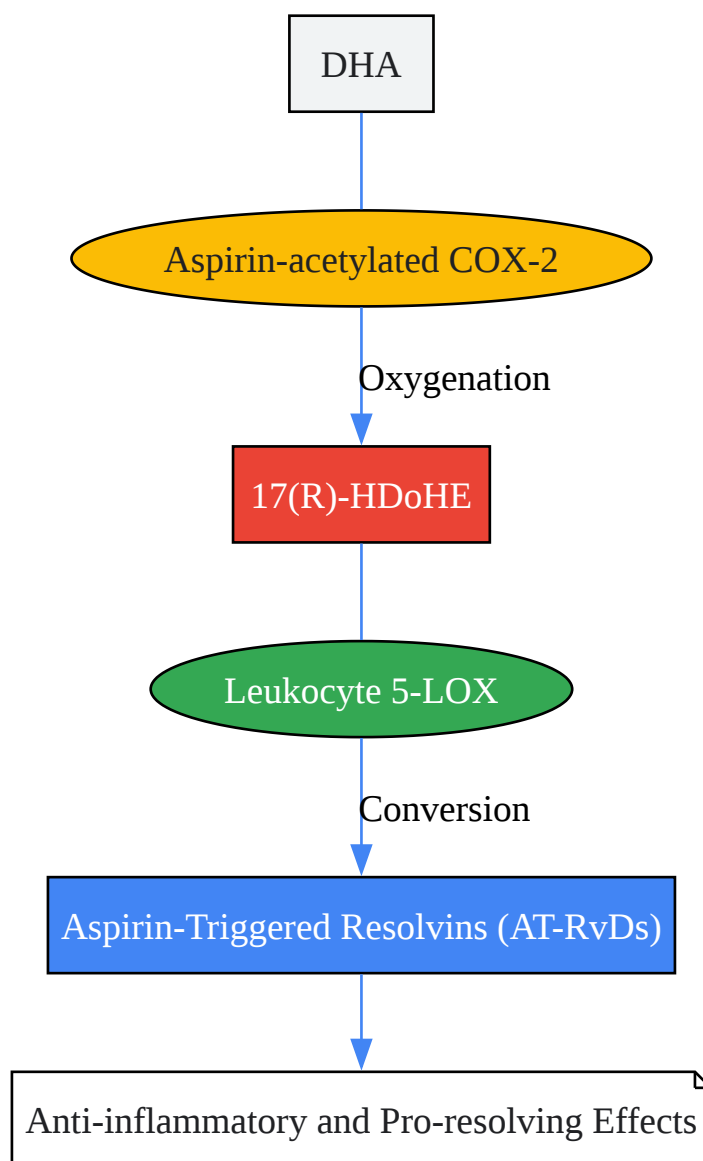 DHA
Aspirin-acetylated COX-2
Oxygenation
17(R)-HDoHE
Leukocyte 5-LOX
Conversion
Aspirin-Triggered Resolvins (AT-RvDs)
Anti-inflammatory and Pro-resolving Effects